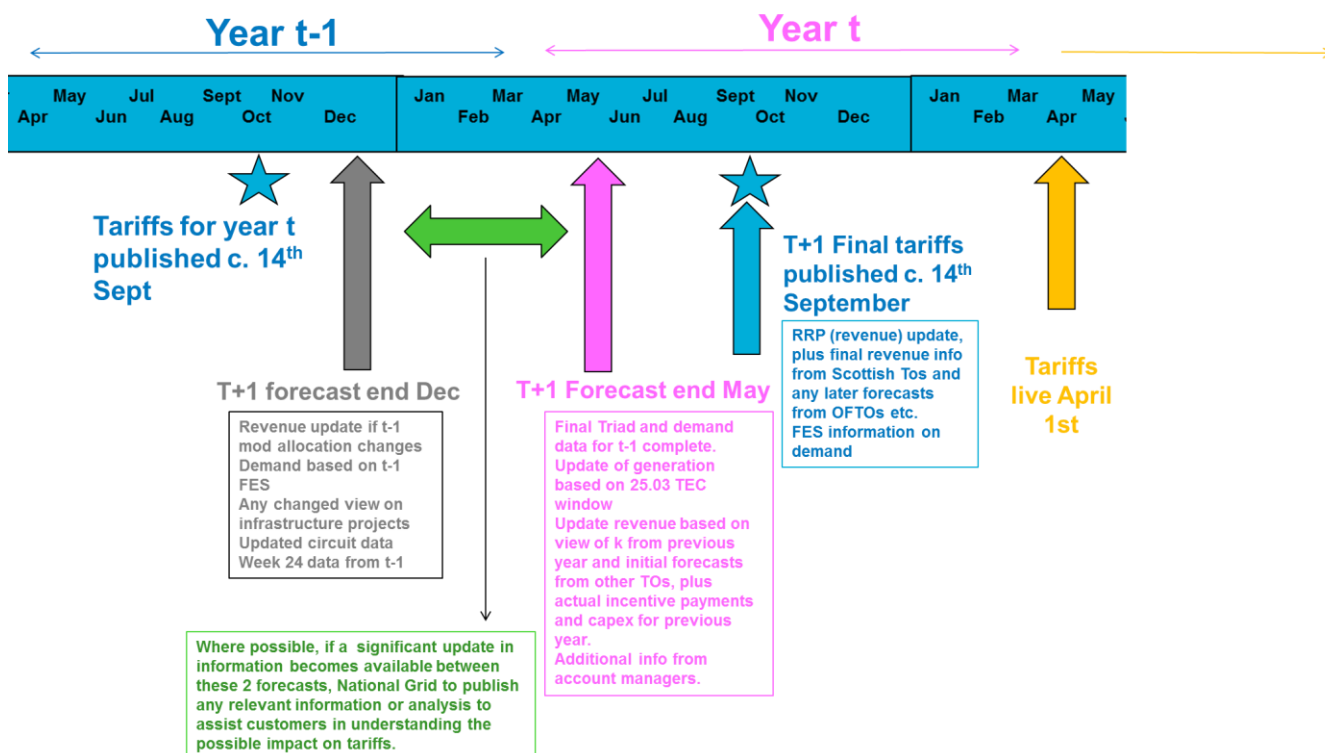 Year t-1
Year t
May Jul Sept Nov
Apr Jun Aug Oct Dec
Jan Mar May Jul Sept Nov
Feb Apr Jun Aug Oct Dec
Jan Mar May
Feb Apr
Tariffs for year t
published c. 14th
Sept
T+1 Final tariffs
published c. 14th
September
RRP (revenue) update,
plus final revenue info
from Scottish Tos and
any later forecasts
from OFTOs etc.
FES information on
demand
Tariffs
live April
1st
T+1 forecast end Dec
Revenue update if t-1
mod allocation changes
Demand based on t-1
FES
Any changed view on
infrastructure projects
Updated circuit data
Week 24 data from t-1
T+1 Forecast end May
Final Triad and demand
data for t-1 complete.
Update of generation
based on 25.03 TEC
window
Update revenue based on
view of k from previous
year and initial forecasts
from other TOs, plus
actual incentive payments
and capex for previous
year.
Additional info from
account managers.
Where possible, if a significant update in
information becomes available between
these 2 forecasts, National Grid to publish
any relevant information or analysis to
assist customers in understanding the
possible impact on tariffs.